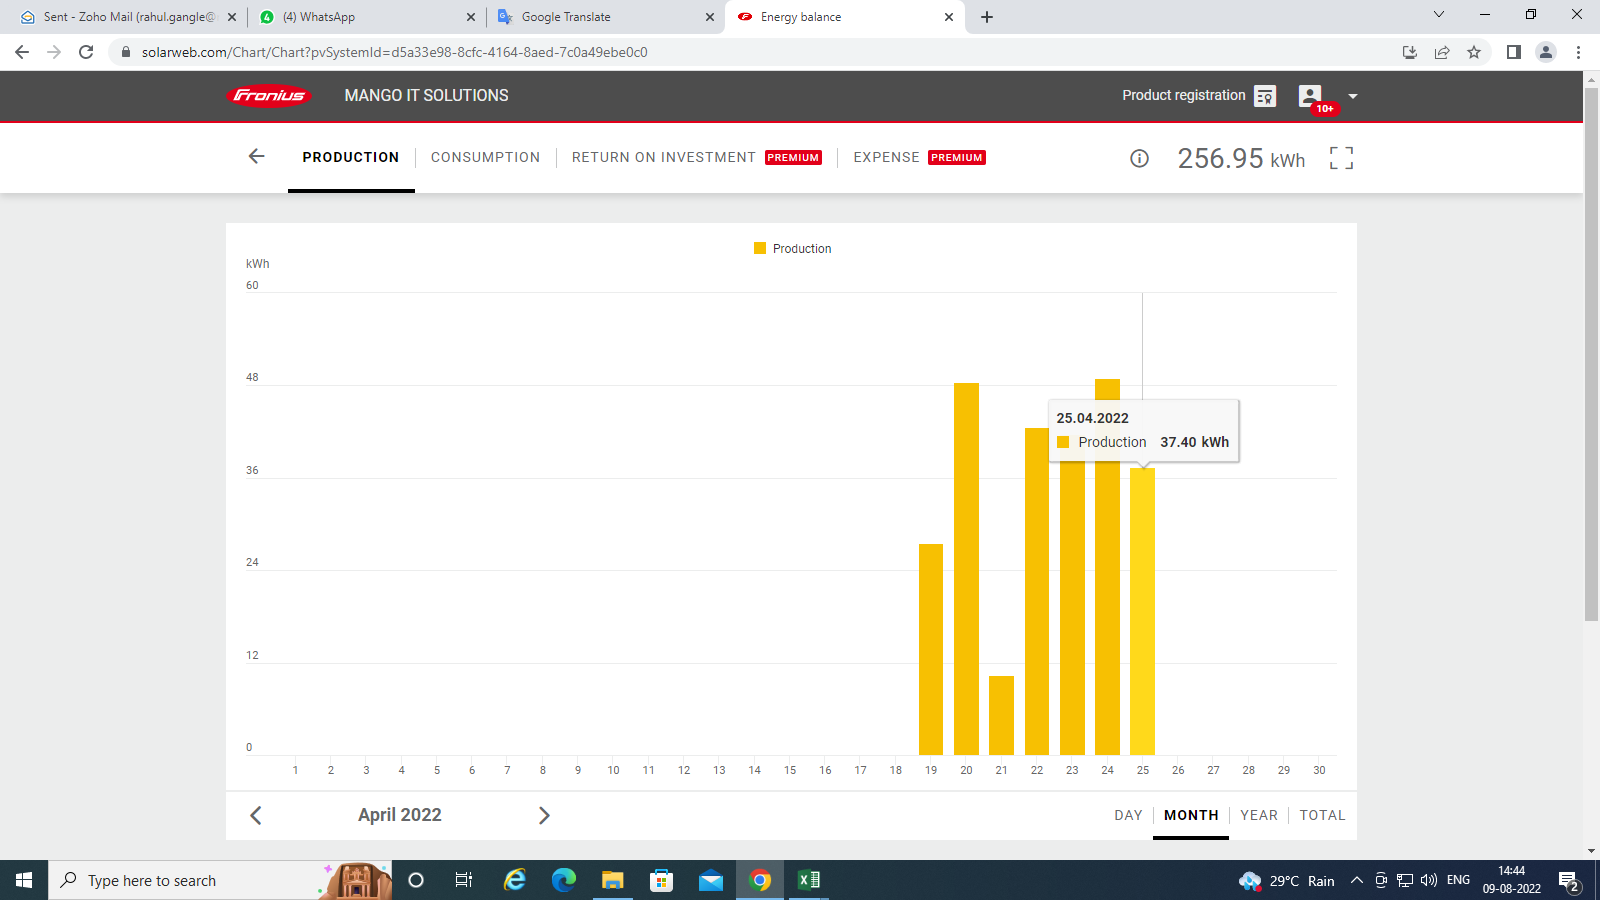 Sent - Zoho Mail (rahul.gangle@
(4) WhatsApp
Google Translate
Energy balance
solarweb.com/Chart/Chart?pvSystemId=d5a33e98-8cfc-4164-8aed-7c0a49ebe0c0
Fronius
MANGO IT SOLUTIONS
Product registration
10+
PRODUCTION
CONSUMPTION
RETURN ON INVESTMENT PREMIUM
EXPENSE PREMIUM
256.95 kWh
Production
kWh
60
48
36
24
12
0
25.04.2022
Production 37.40 kWh
1 2 3 4 5 6 7 8 9 10 11 12 13 14 15 16 17 18 19 20 21 22 23 24 25 26 27 28 29 30
April 2022
DAY MONTH YEAR TOTAL
Type here to search
29°C Rain
ENG
14:44
09-08-2022
2